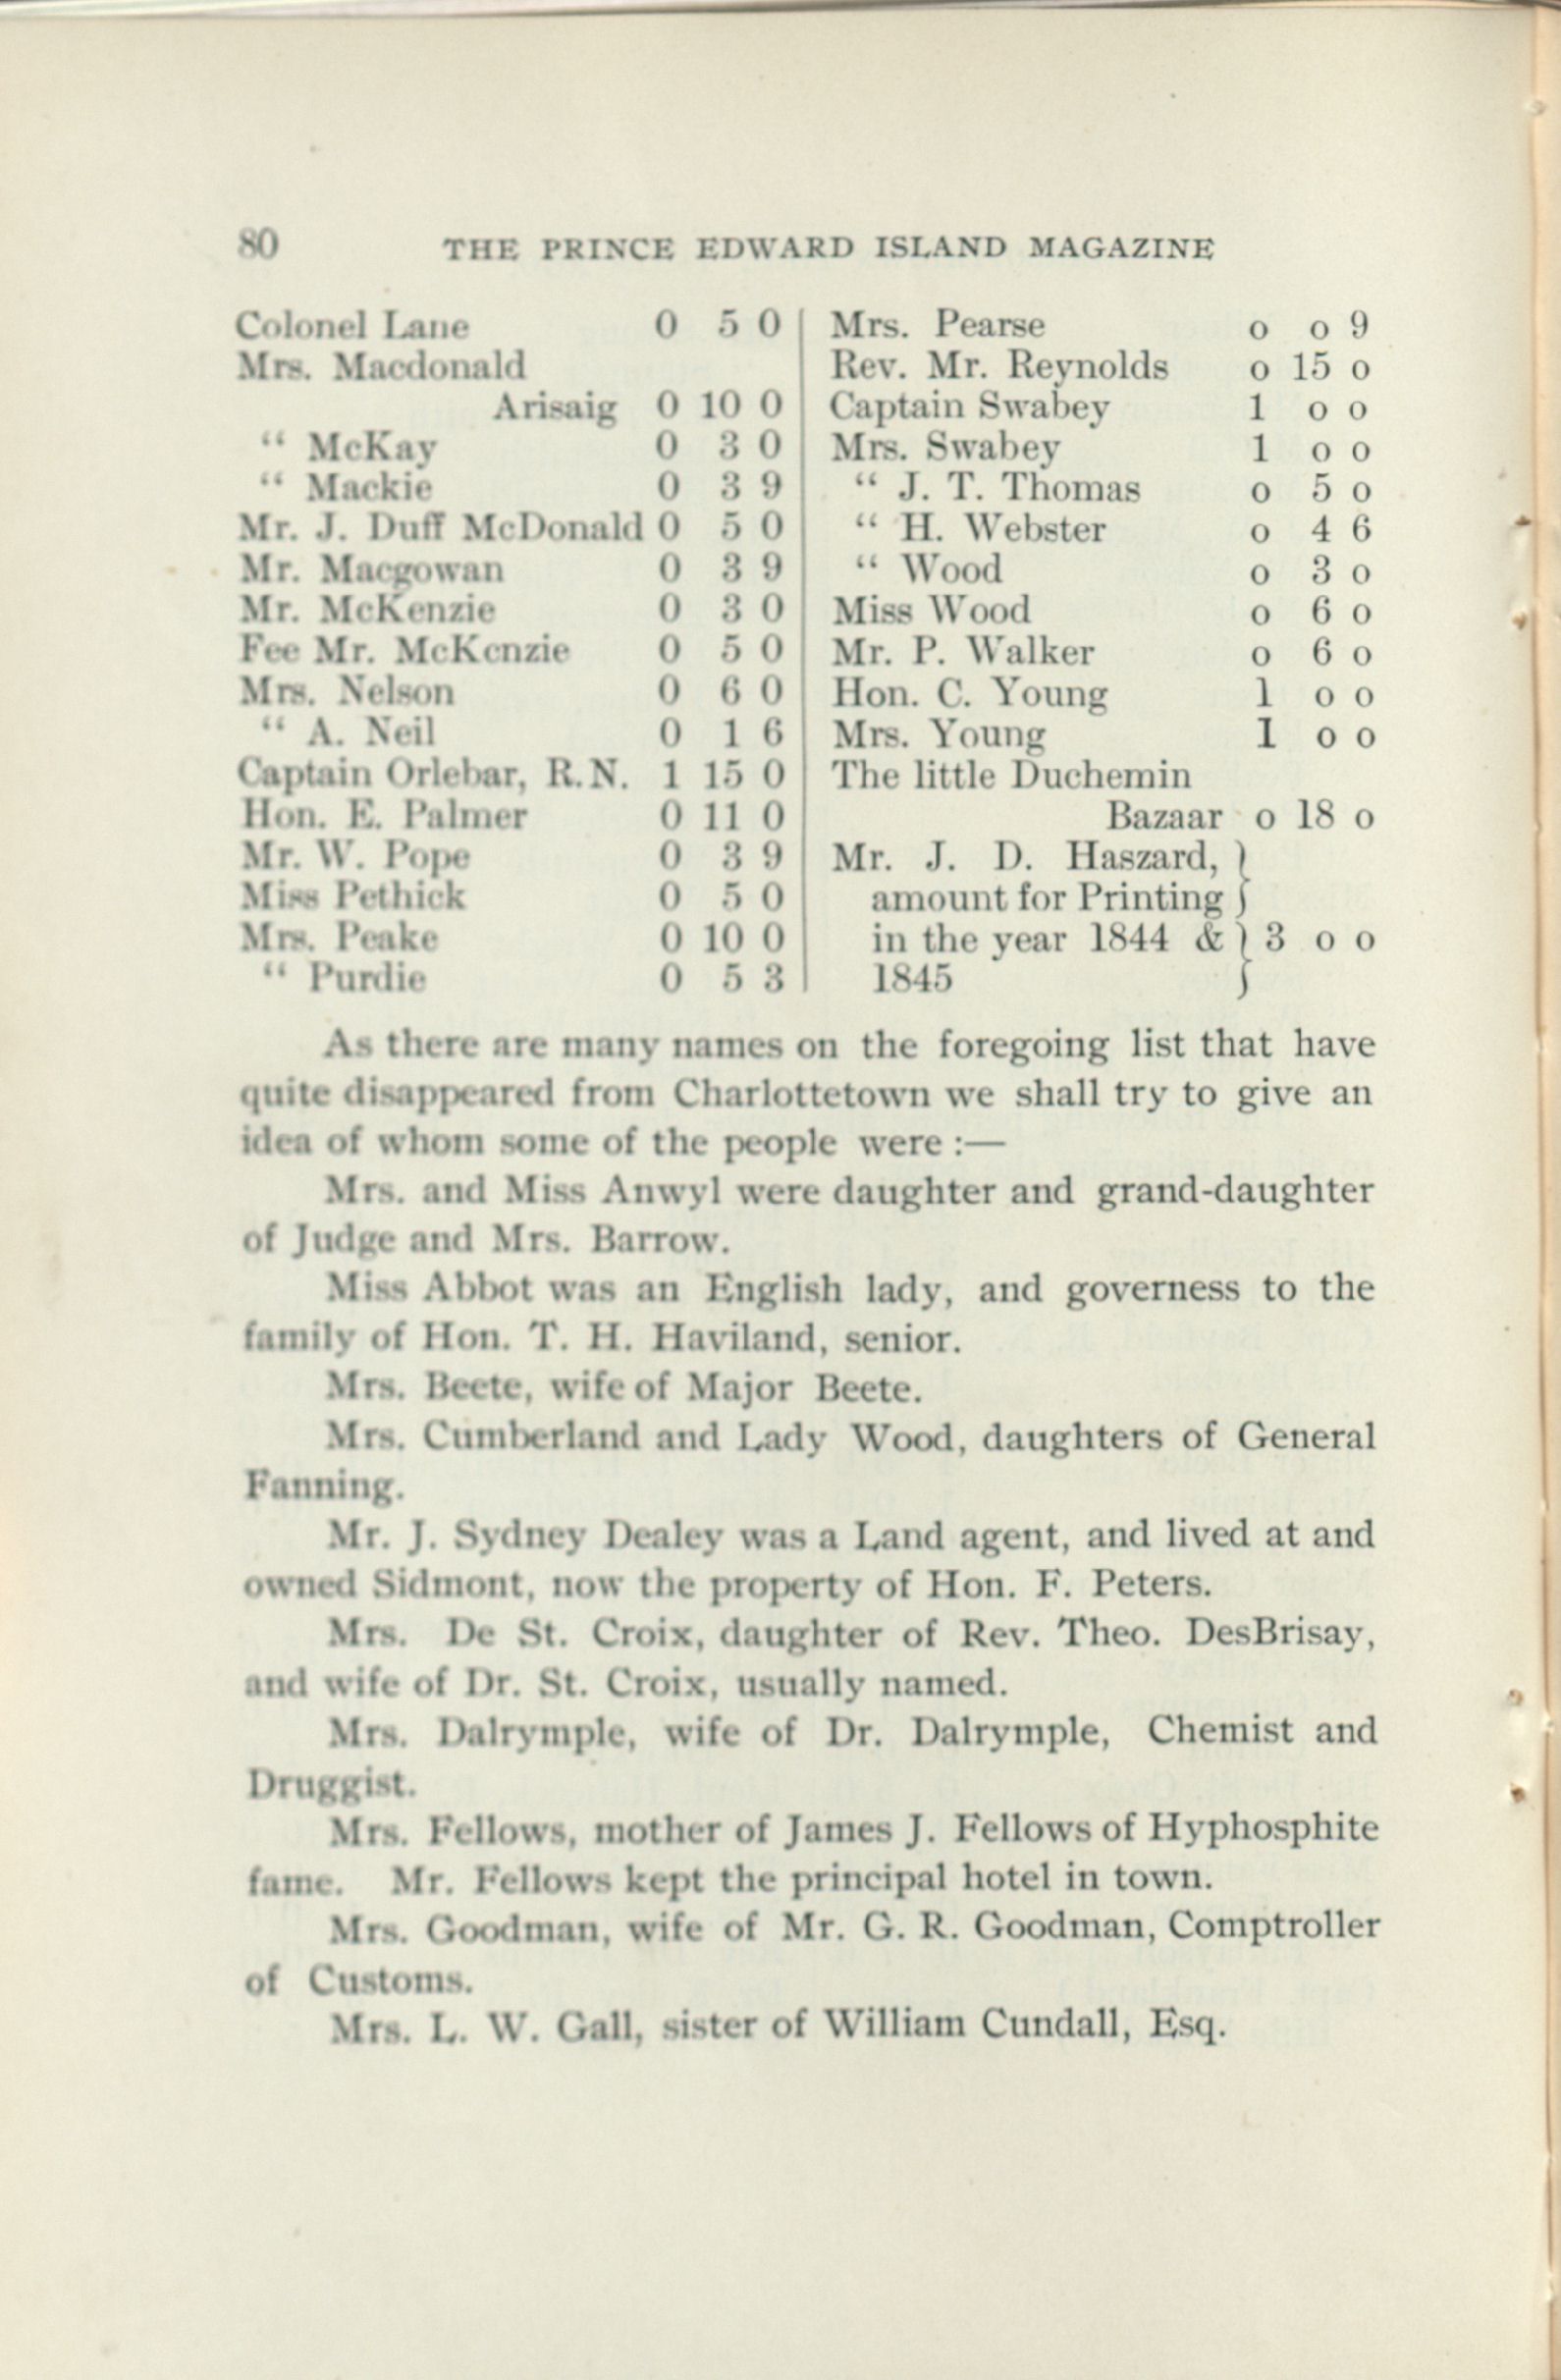 80 THE PRINCE EDWARD ISLAND MAGAZINE
Colonel Lane 0 5 0
Mrs. Macdonald
Arisaig 0 10 0
“ McKay 0 3 0
“ Mackie 0 3 9
Mr. J. Duff McDonald 0 5 0
Mr. Macgowan 0 3 9
Mr. McKenzie 0 3 0
Fee Mr. McKenzie 0 5 0
Mrs. Nelson 0 6 0
“ A. Neil 0 1 6
Captain Orlebar, R.N. 1 15 0
Hon. E. Palmer 0 11 0
Mr. W. Pope 0 3 9
Miss Pethick 0 5 0
Mrs. Peake 0 10 0
“ Purdie 0 5 3
Mrs. Pearse o o 9
Rev. Mr. Reynolds o 15 o
Captain Swabey 1 o o
Mrs. Swabey 1 o o
“ J. T. Thomas o 5 o
“ H. Webster o 4 6
“ Wood o 3 o
Miss Wood o 6 o
Mr. P. Walker o 6 o
Hon. C. Young 1 o o
Mrs. Young 1 o o
The little Duchemin
Bazaar o 18 o
Mr. J. D. Haszard, }
amount for Printing }
in the year 1844 & } 3 o o
1845 }
As there are many names on the foregoing list that have
quite disappeared from Charlottetown we shall try to give an
idea of whom some of the people were :—
Mrs. and Miss Anwyl were daughter and grand-daughter
of Judge and Mrs. Barrow.
Miss Abbot was an English lady, and governess to the
family of Hon. T. H. Haviland, senior.
Mrs. Beete, wife of Major Beete.
Mrs. Cumberland and Lady Wood, daughters of General
Fanning.
Mr. J. Sydney Dealey was a Land agent, and lived at and
owned Sidmont, now the property of Hon. F. Peters.
Mrs. De St. Croix, daughter of Rev. Theo. DesBrisay,
and wife of Dr. St. Croix, usually named.
Mrs. Dalrymple, wife of Dr. Dalrymple, Chemist and
Druggist.
Mrs. Fellows, mother of James J. Fellows of Hyphosphite
fame. Mr. Fellows kept the principal hotel in town.
Mrs. Goodman, wife of Mr. G. R. Goodman, Comptroller
of Customs.
Mrs. L. W. Gall, sister of William Cundall, Esq.